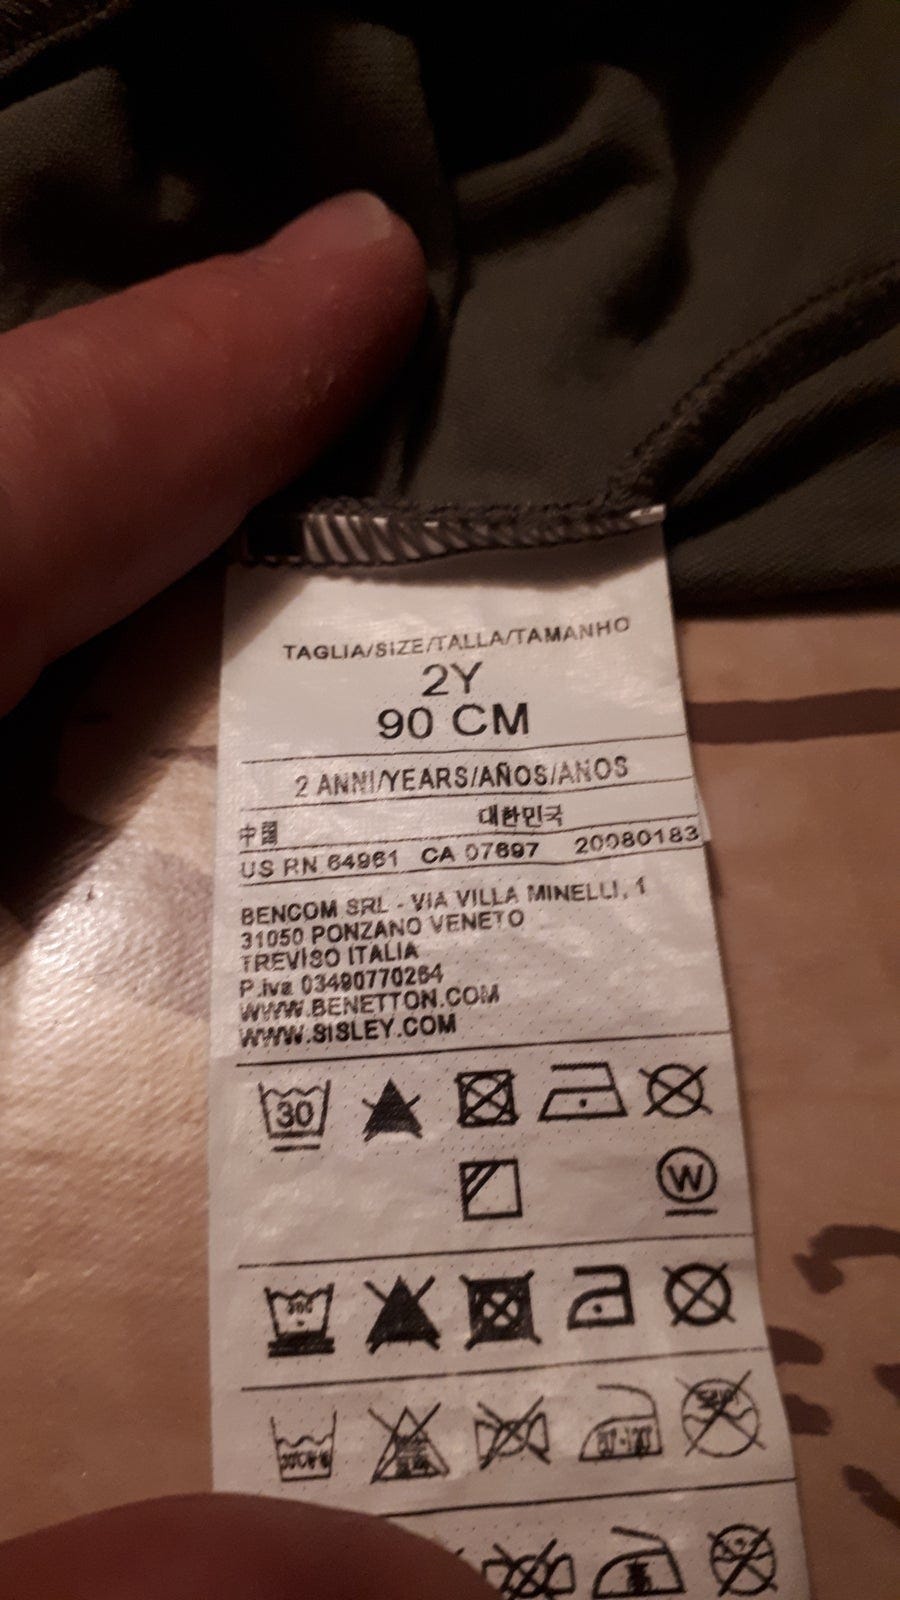 TAGLIA/SIZE/TALLA/TAMANHO
2Y
90 CM
2 ANNI/YEARS/AÑOS/ANOS
中国 대한민국
US RN 64961 CA 07697 20080183
BENCOM SRL - VIA VILLA MINELLI, 1
31050 PONZANO VENETO
TREVISO ITALIA
P.iva 03490770264
WWW.BENETTON.COM
WWW.SISLEY.COM
30
W